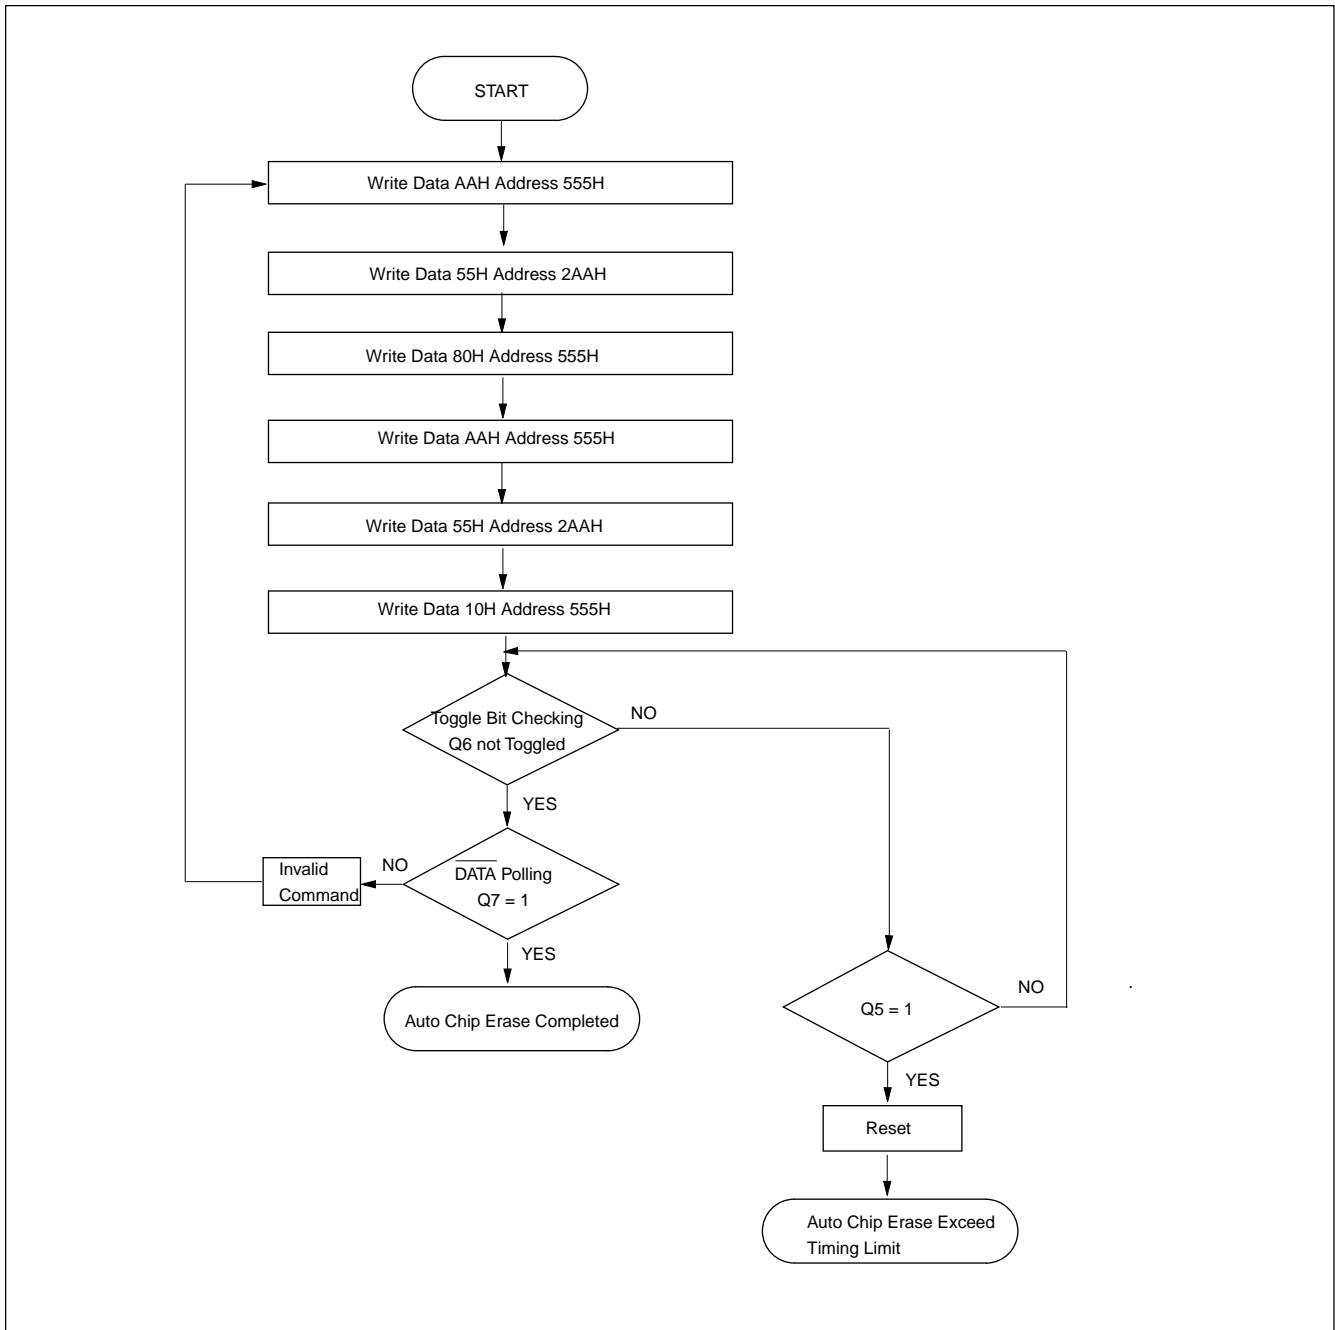 START
Write Data AAH Address 555H
Write Data 55H Address 2AAH
Write Data 80H Address 555H
Write Data AAH Address 555H
Write Data 55H Address 2AAH
Write Data 10H Address 555H
Toggle Bit Checking
Q6 not Toggled
NO
YES
Invalid
Command
NO
DATA Polling
Q7 = 1
YES
Auto Chip Erase Completed
Q5 = 1
NO
YES
Reset
Auto Chip Erase Exceed
Timing Limit